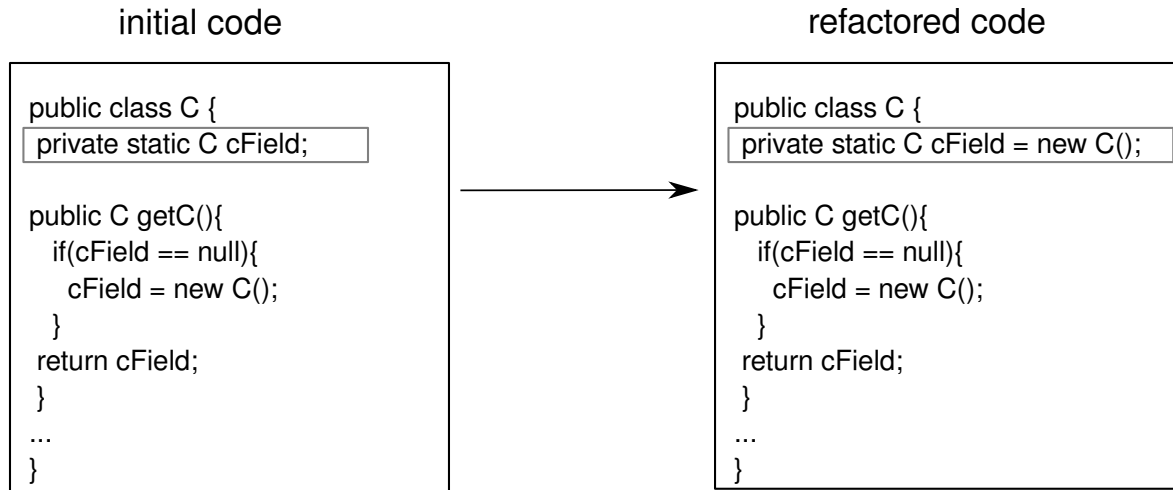 initial code
public class C {
private static C cField;
public C getC(){
if(cField == null){
cField = new C();
}
return cField;
}
...
}
refactored code
public class C {
private static C cField = new C();
public C getC(){
if(cField == null){
cField = new C();
}
return cField;
}
...
}